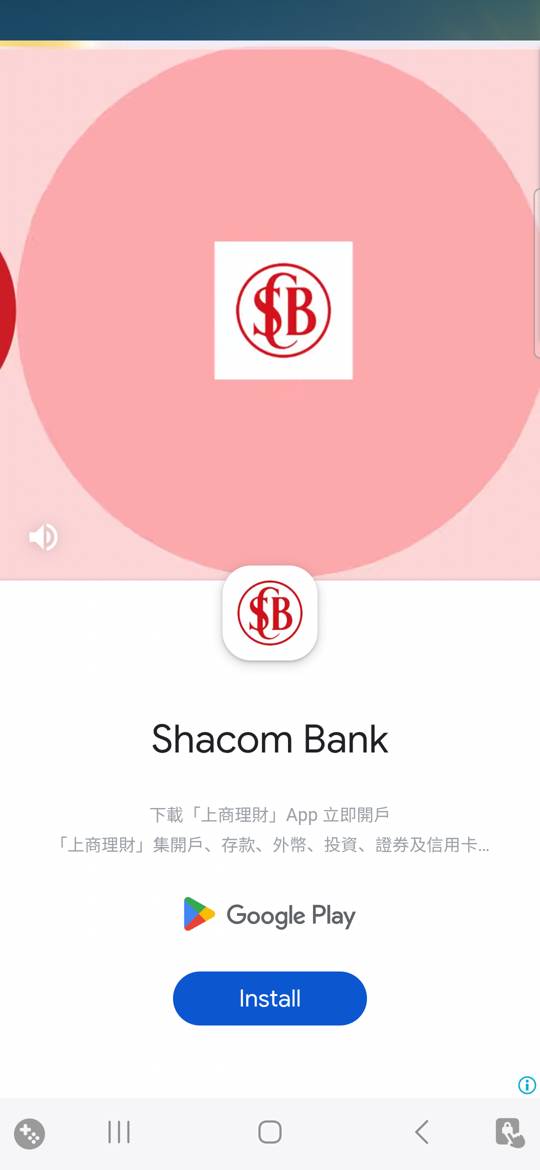 SCB
SCB
Shacom Bank
下載「上商理財」App 立即開戶
「上商理財」集開戶、存款、外幣、投資、證券及信用卡...
Google Play
Install